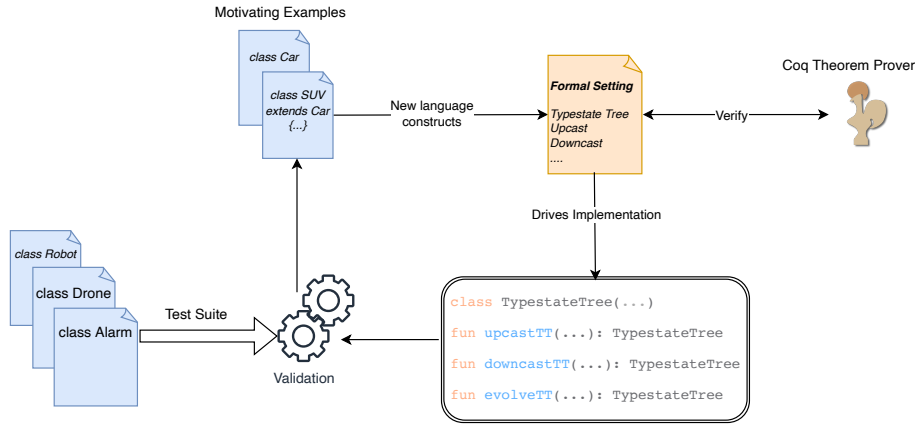 Motivating Examples
class Car
class SUV
extends Car
{...}
New language
constructs
Formal Setting
Typestate Tree
Upcast
Downcast
....
Verify
Coq Theorem Prover
Drives Implementation
class Robot
class Drone
class Alarm
Test Suite
Validation
class TypestateTree(...)
fun upcastTT(...): TypestateTree
fun downcastTT(...): TypestateTree
fun evolveTT(...): TypestateTree